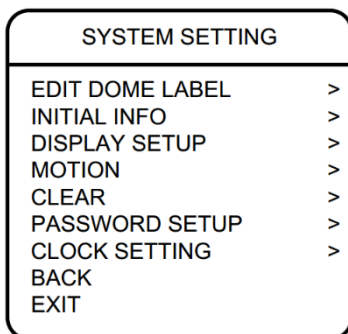 SYSTEM SETTING
EDIT DOME LABEL >
INITIAL INFO >
DISPLAY SETUP >
MOTION >
CLEAR >
PASSWORD SETUP >
CLOCK SETTING >
BACK
EXIT